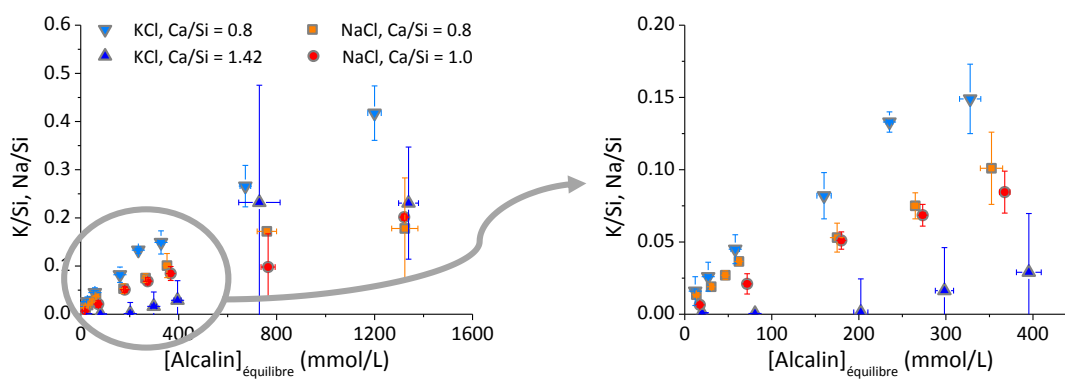 KCl, Ca/Si = 0.8
NaCl, Ca/Si = 0.8
KCl, Ca/Si = 1.42
NaCl, Ca/Si = 1.0
K/Si, Na/Si
0.6
0.5
0.4
0.3
0.2
0.1
0.0
0 400 800 1200 1600
[Alcalin]équilibre (mmol/L)
K/Si, Na/Si
0.20
0.15
0.10
0.05
0.00
0 100 200 300 400
[Alcalin]équilibre (mmol/L)